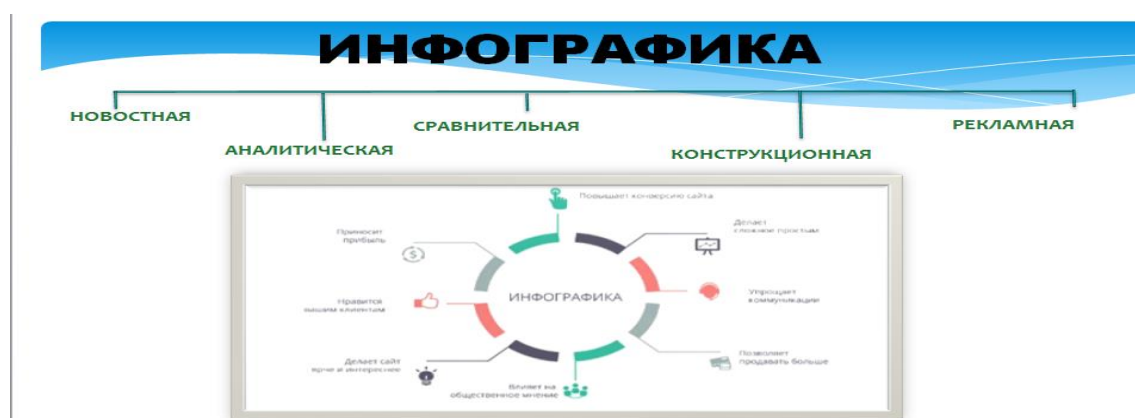 ИНФОГРАФИКА
НОВОСТНАЯ
СРАВНИТЕЛЬНАЯ
РЕКЛАМНАЯ
АНАЛИТИЧЕСКАЯ
КОНСТРУКЦИОННАЯ
Повышает конверсию сайта
Делает
сложное простым
Приносит
прибыль
ИНФОГРАФИКА
Упрощает
коммуникации
Нравится
вашим клиентам
Позволяет
продавать больше
Делает сайт
ярче и интереснее
Влияет на
общественное мнение